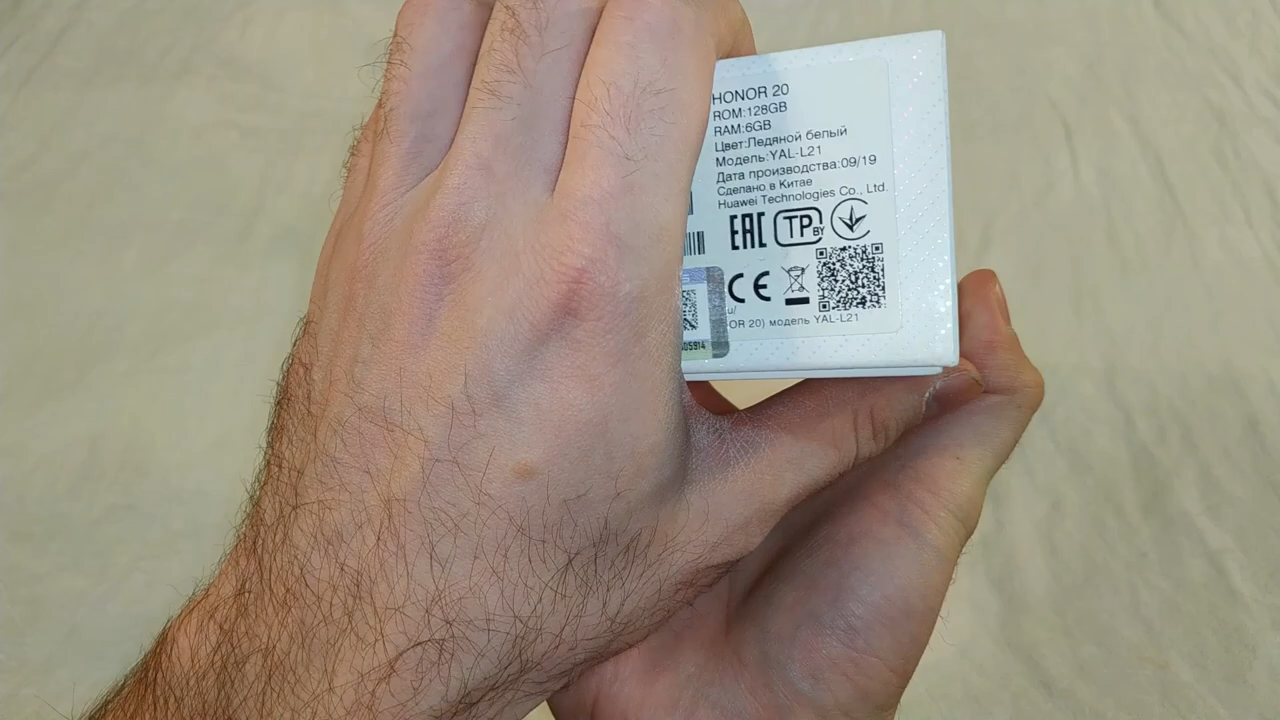 HONOR 20
ROM:128GB
RAM:6GB
Цвет:Ледяной белый
Модель:YAL-L21
Дата производства:09/19
Сделано в Китае
Huawei Technologies Co., Ltd.
EAC TP BY
CE
u/
OR 20) модель YAL-L21
05914